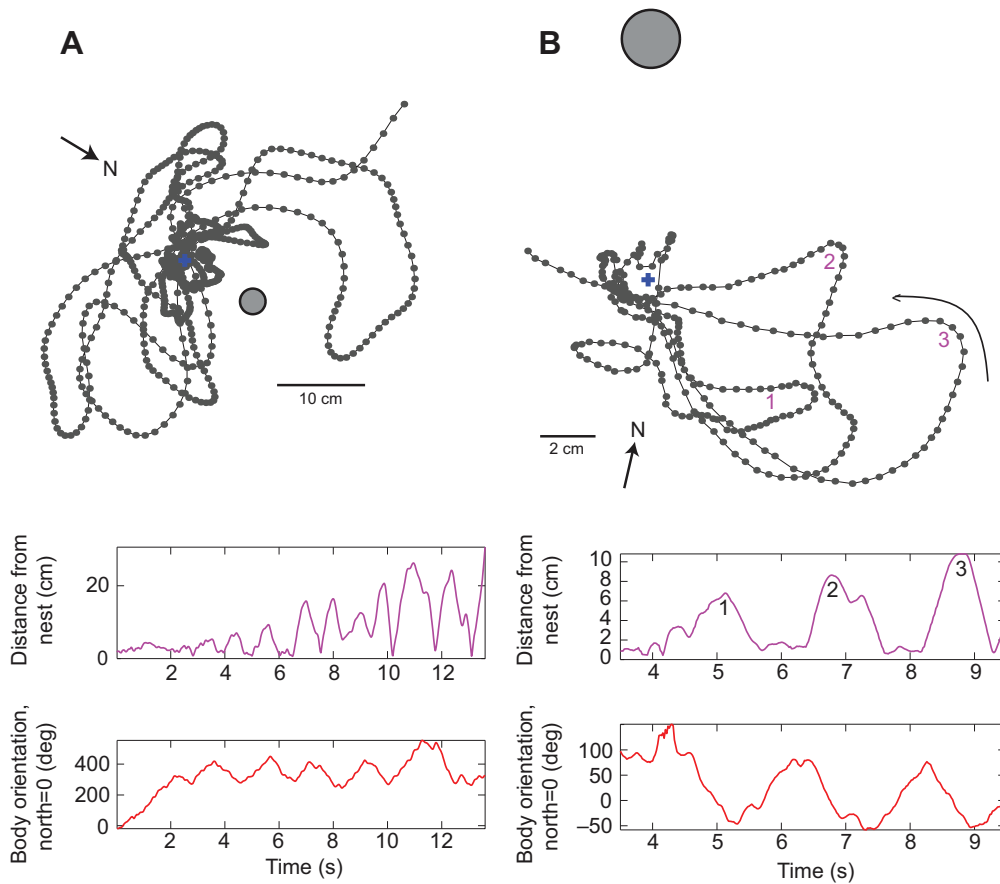 A
B
N
10 cm
2
3
1
N
2 cm
Distance from
nest (cm)
20
0
2 4 6 8 10 12
Distance from
nest (cm)
10
8
6
4
2
0
1 2 3
4 5 6 7 8 9
Body orientation,
north=0 (deg)
400
200
0
2 4 6 8 10 12
Time (s)
Body orientation,
north=0 (deg)
100
50
0
–50
4 5 6 7 8 9
Time (s)